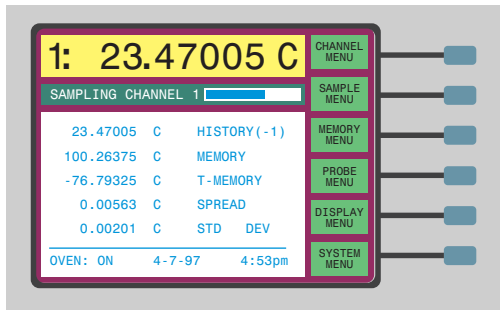 1: 23.47005 C
SAMPLING CHANNEL 1
23.47005 C HISTORY(-1)
100.26375 C MEMORY
-76.79325 C T-MEMORY
0.00563 C SPREAD
0.00201 C STD DEV
OVEN: ON 4-7-97 4:53pm
CHANNEL
MENU
SAMPLE
MENU
MEMORY
MENU
PROBE
MENU
DISPLAY
MENU
SYSTEM
MENU